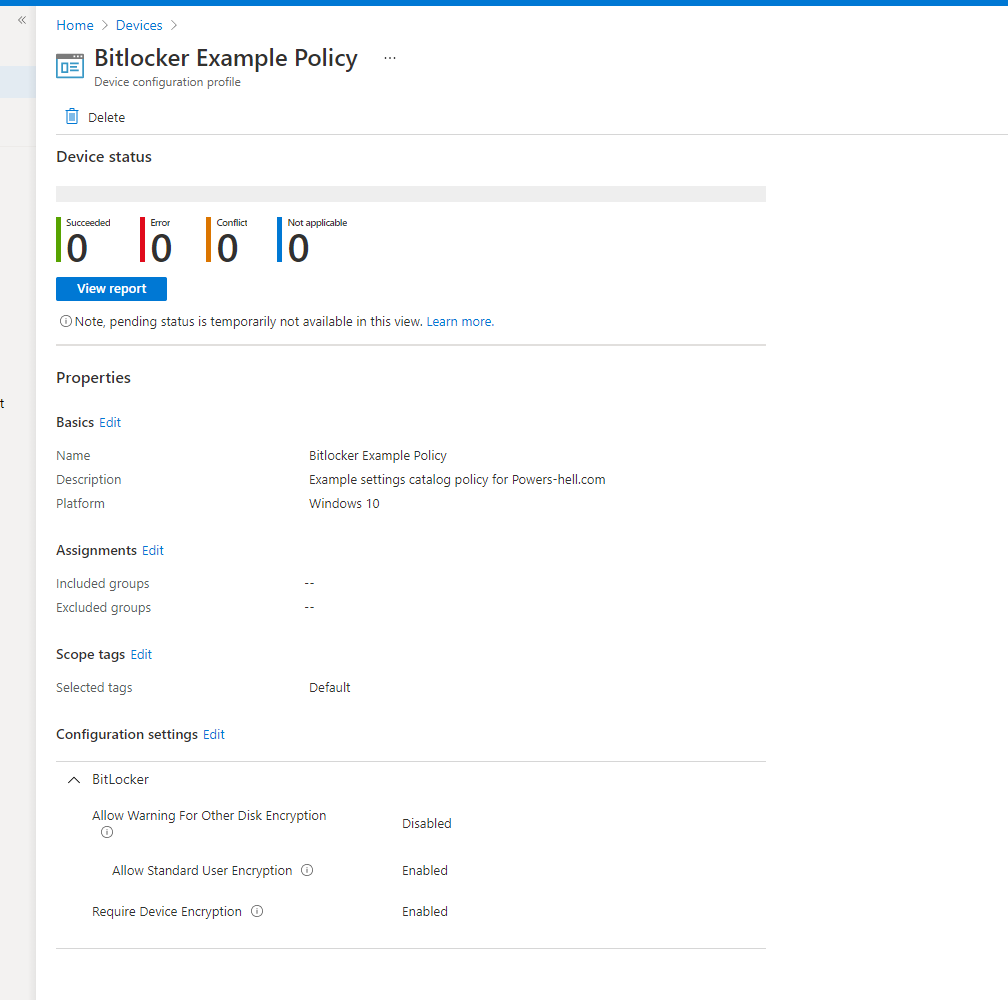 «
Home > Devices >
Bitlocker Example Policy ...
Device configuration profile
Delete
Device status
Succeeded Error Conflict Not applicable
0 0 0 0
View report
Note, pending status is temporarily not available in this view. Learn more.
Properties
t
Basics Edit
Name Bitlocker Example Policy
Description Example settings catalog policy for Powers-hell.com
Platform Windows 10
Assignments Edit
Included groups --
Excluded groups --
Scope tags Edit
Selected tags Default
Configuration settings Edit
BitLocker
Allow Warning For Other Disk Encryption Disabled
Allow Standard User Encryption Enabled
Require Device Encryption Enabled